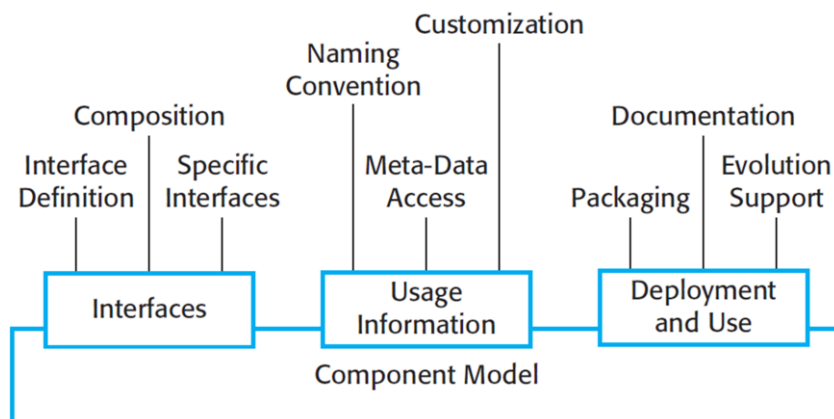 Customization
Naming
Convention
Composition
Documentation
Interface
Definition
Specific
Interfaces
Meta-Data
Access
Packaging
Evolution
Support
Interfaces
Usage
Information
Deployment
and Use
Component Model